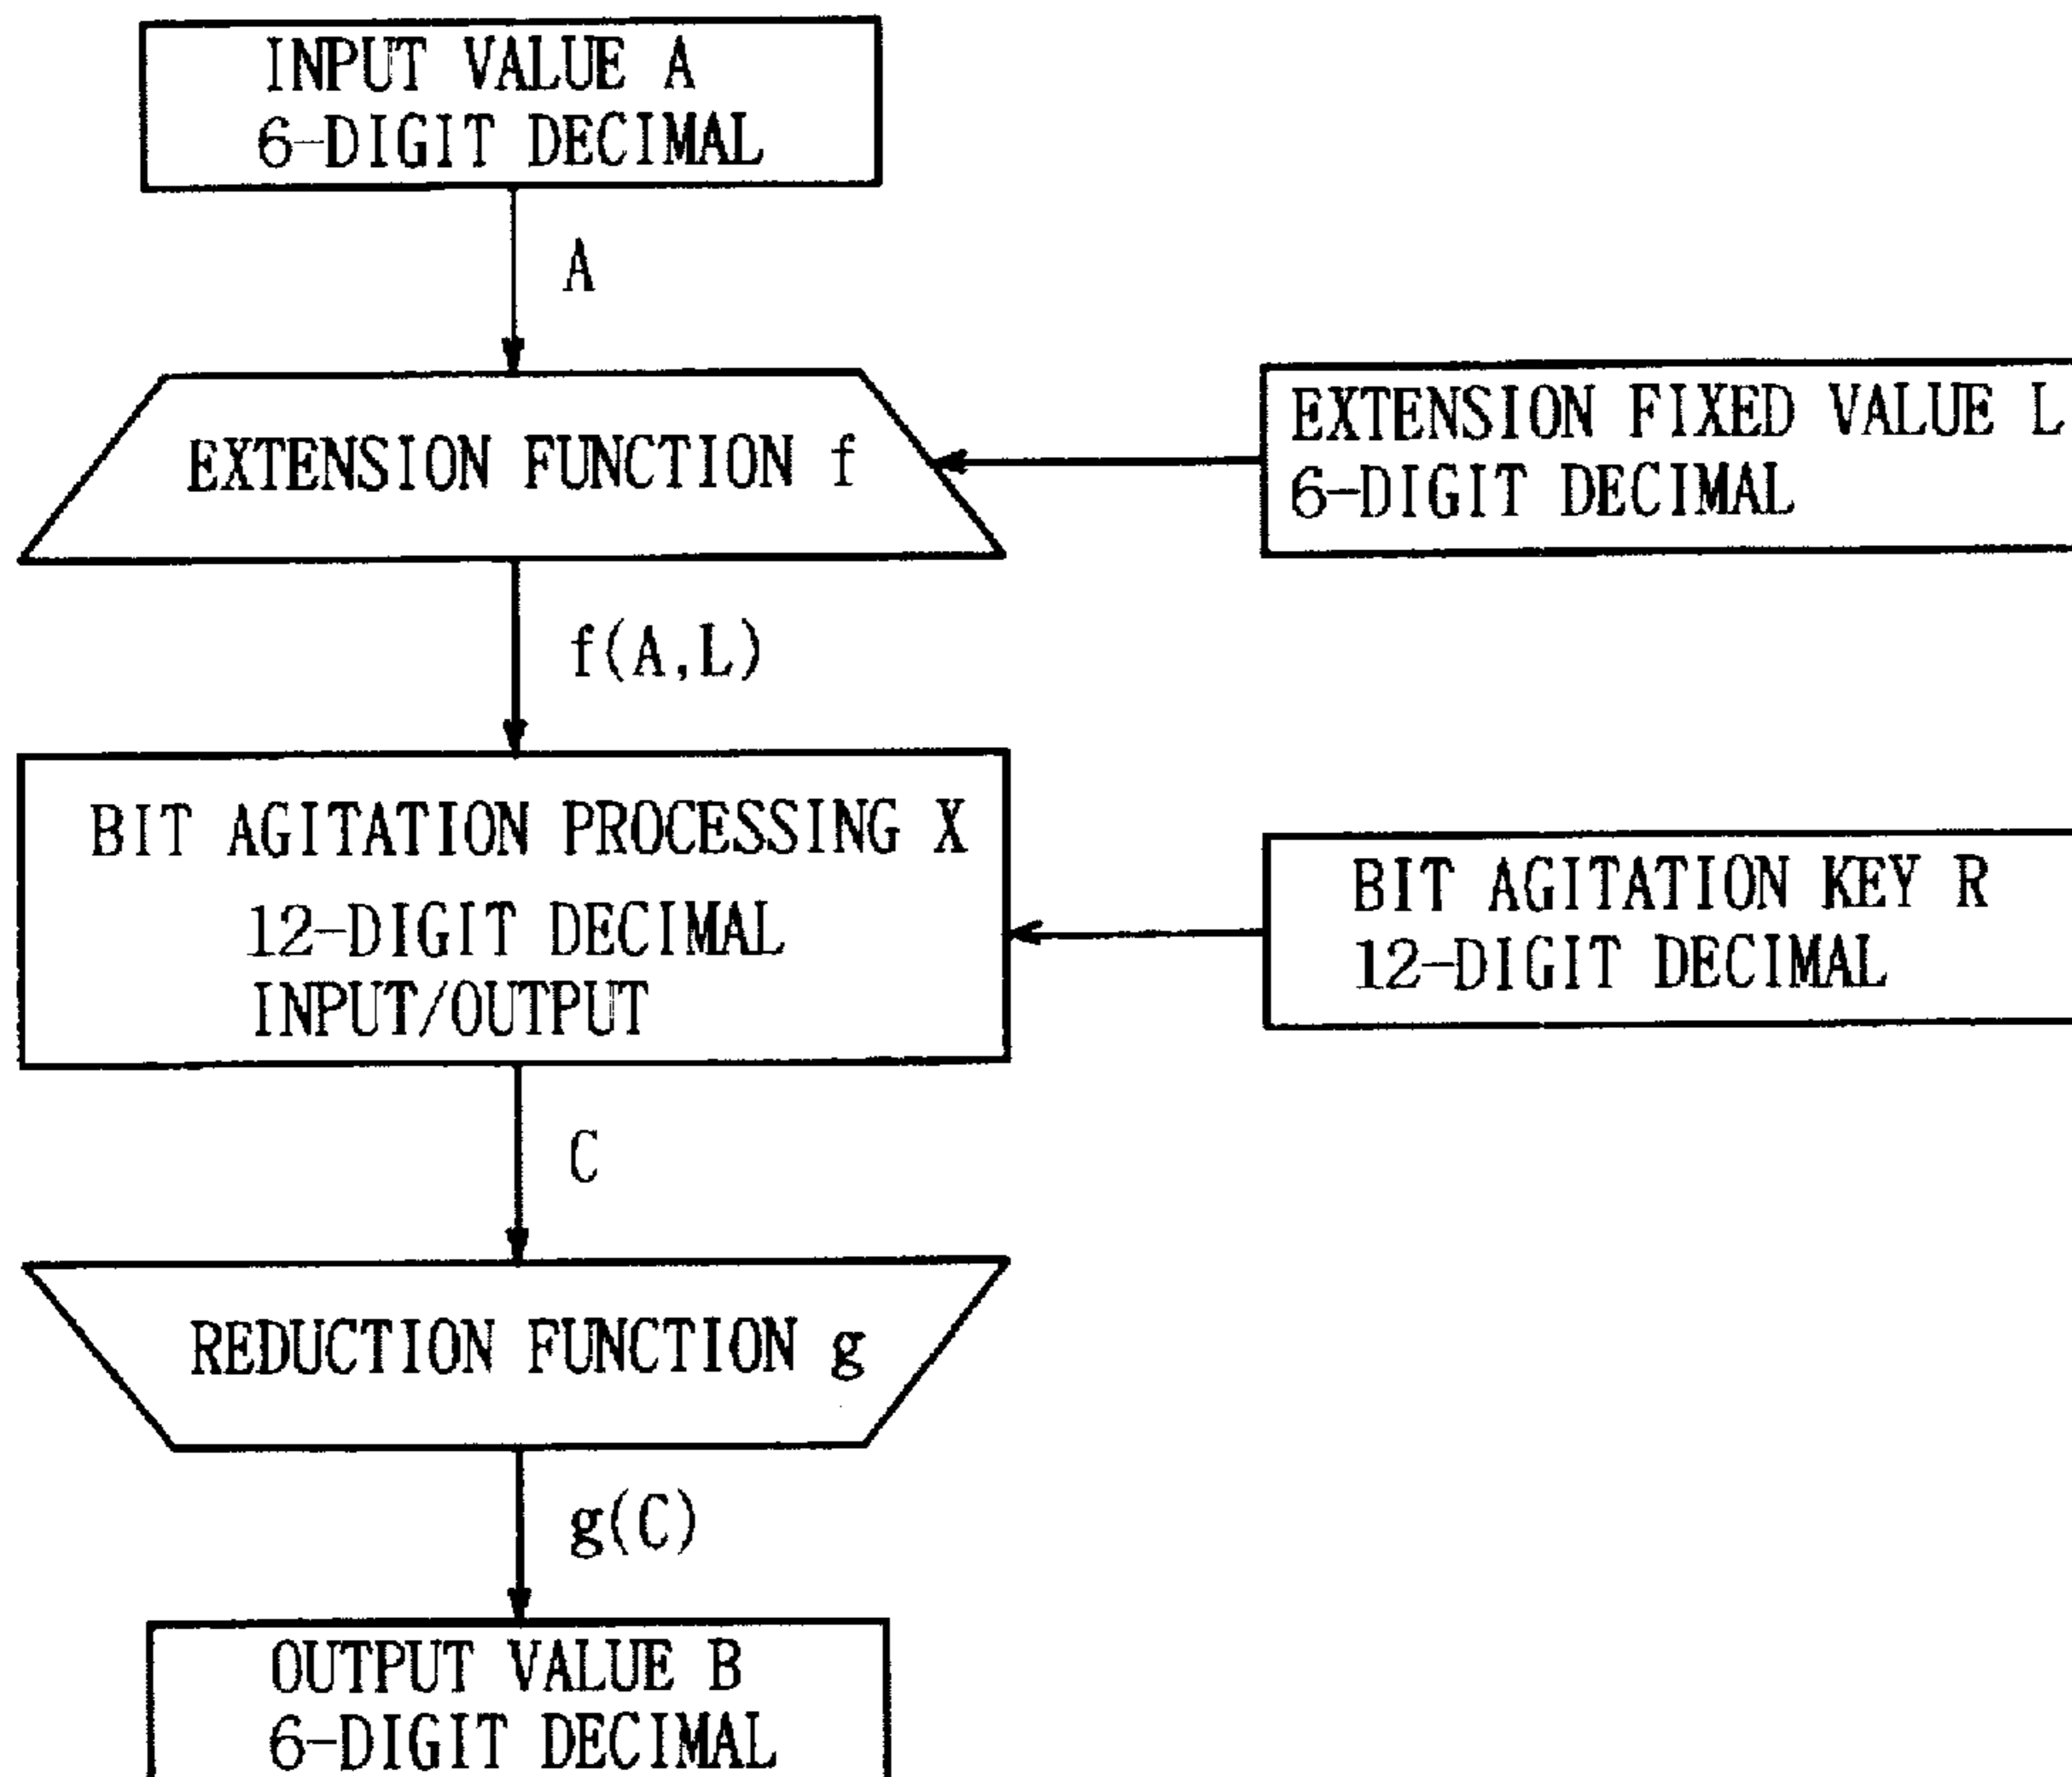 INPUT VALUE A
6-DIGIT DECIMAL
A
EXTENSION FUNCTION f
EXTENSION FIXED VALUE L
6-DIGIT DECIMAL
f(A,L)
BIT AGITATION PROCESSING X
12-DIGIT DECIMAL
INPUT/OUTPUT
BIT AGITATION KEY R
12-DIGIT DECIMAL
C
REDUCTION FUNCTION g
g(C)
OUTPUT VALUE B
6-DIGIT DECIMAL